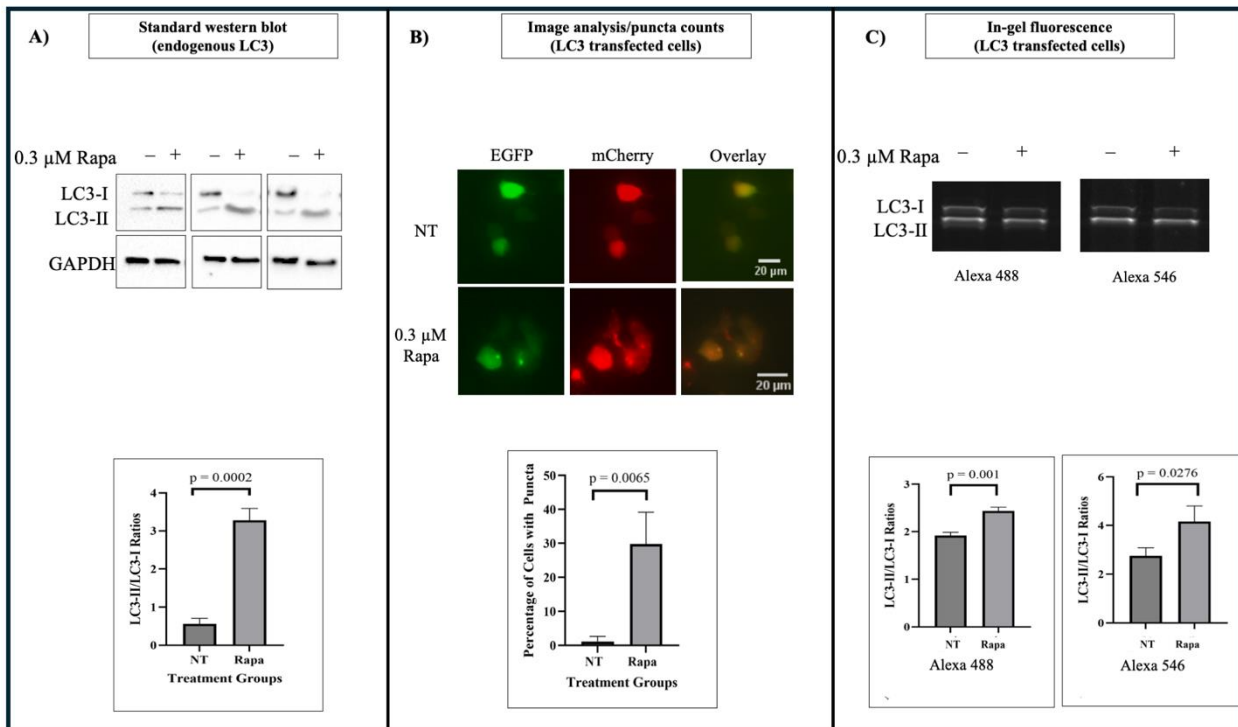 A)
Standard western blot
(endogenous LC3)
0.3 µM Rapa
– + – + – +
LC3-I
LC3-II
GAPDH
p = 0.0002
LC3-II/LC3-I Ratios
4
3
2
1
0
NT Rapa
Treatment Groups
B)
Image analysis/puncta counts
(LC3 transfected cells)
EGFP mCherry Overlay
NT
20 µm
0.3 µM
Rapa
20 µm
p = 0.0065
Percentage of Cells with Puncta
50
40
30
20
10
0
NT Rapa
Treatment Groups
C)
In-gel fluorescence
(LC3 transfected cells)
0.3 µM Rapa
– + – +
LC3-I
LC3-II
Alexa 488 Alexa 546
p = 0.001
LC3-II/LC3-I Ratios
3
2
1
0
NT Rapa
Alexa 488
p = 0.0276
LC3-II/LC3-I Ratios
6
4
2
0
NT Rapa
Alexa 546